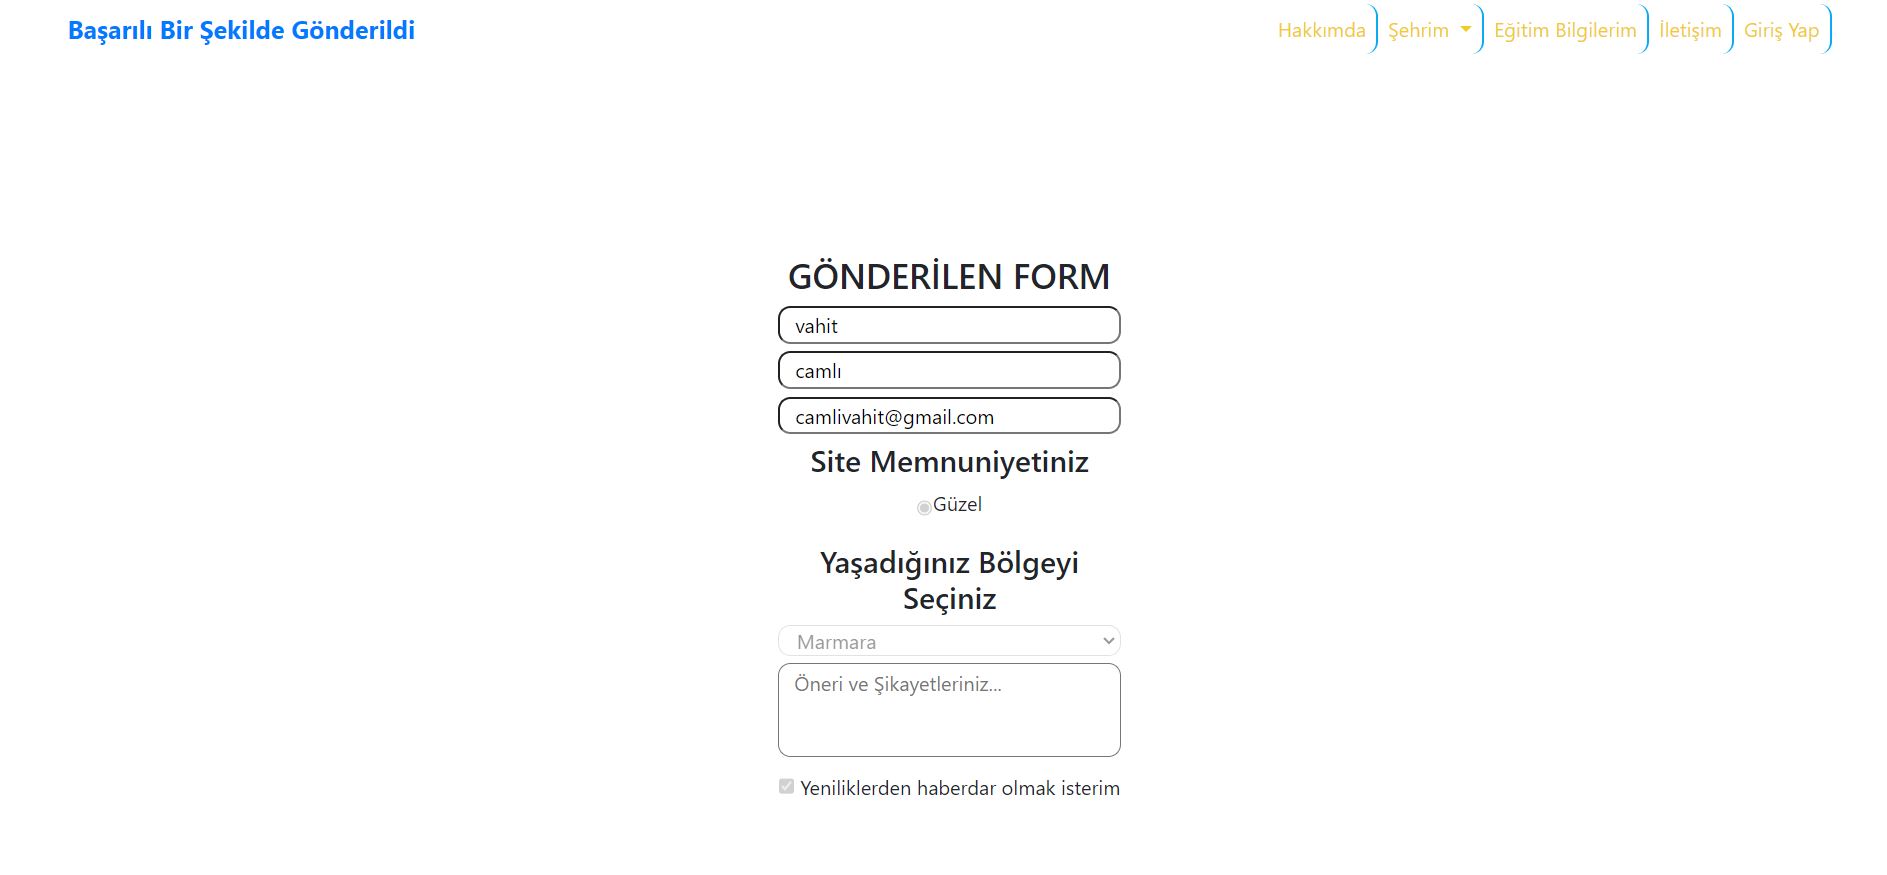 Başarılı Bir Şekilde Gönderildi
Hakkımda
Şehrim
Eğitim Bilgilerim
İletişim
Giriş Yap
GÖNDERİLEN FORM
vahit
camlı
camlivahit@gmail.com
Site Memnuniyetiniz
Güzel
Yaşadığınız Bölgeyi
Seçiniz
Marmara
Öneri ve Şikayetleriniz...
Yeniliklerden haberdar olmak isterim